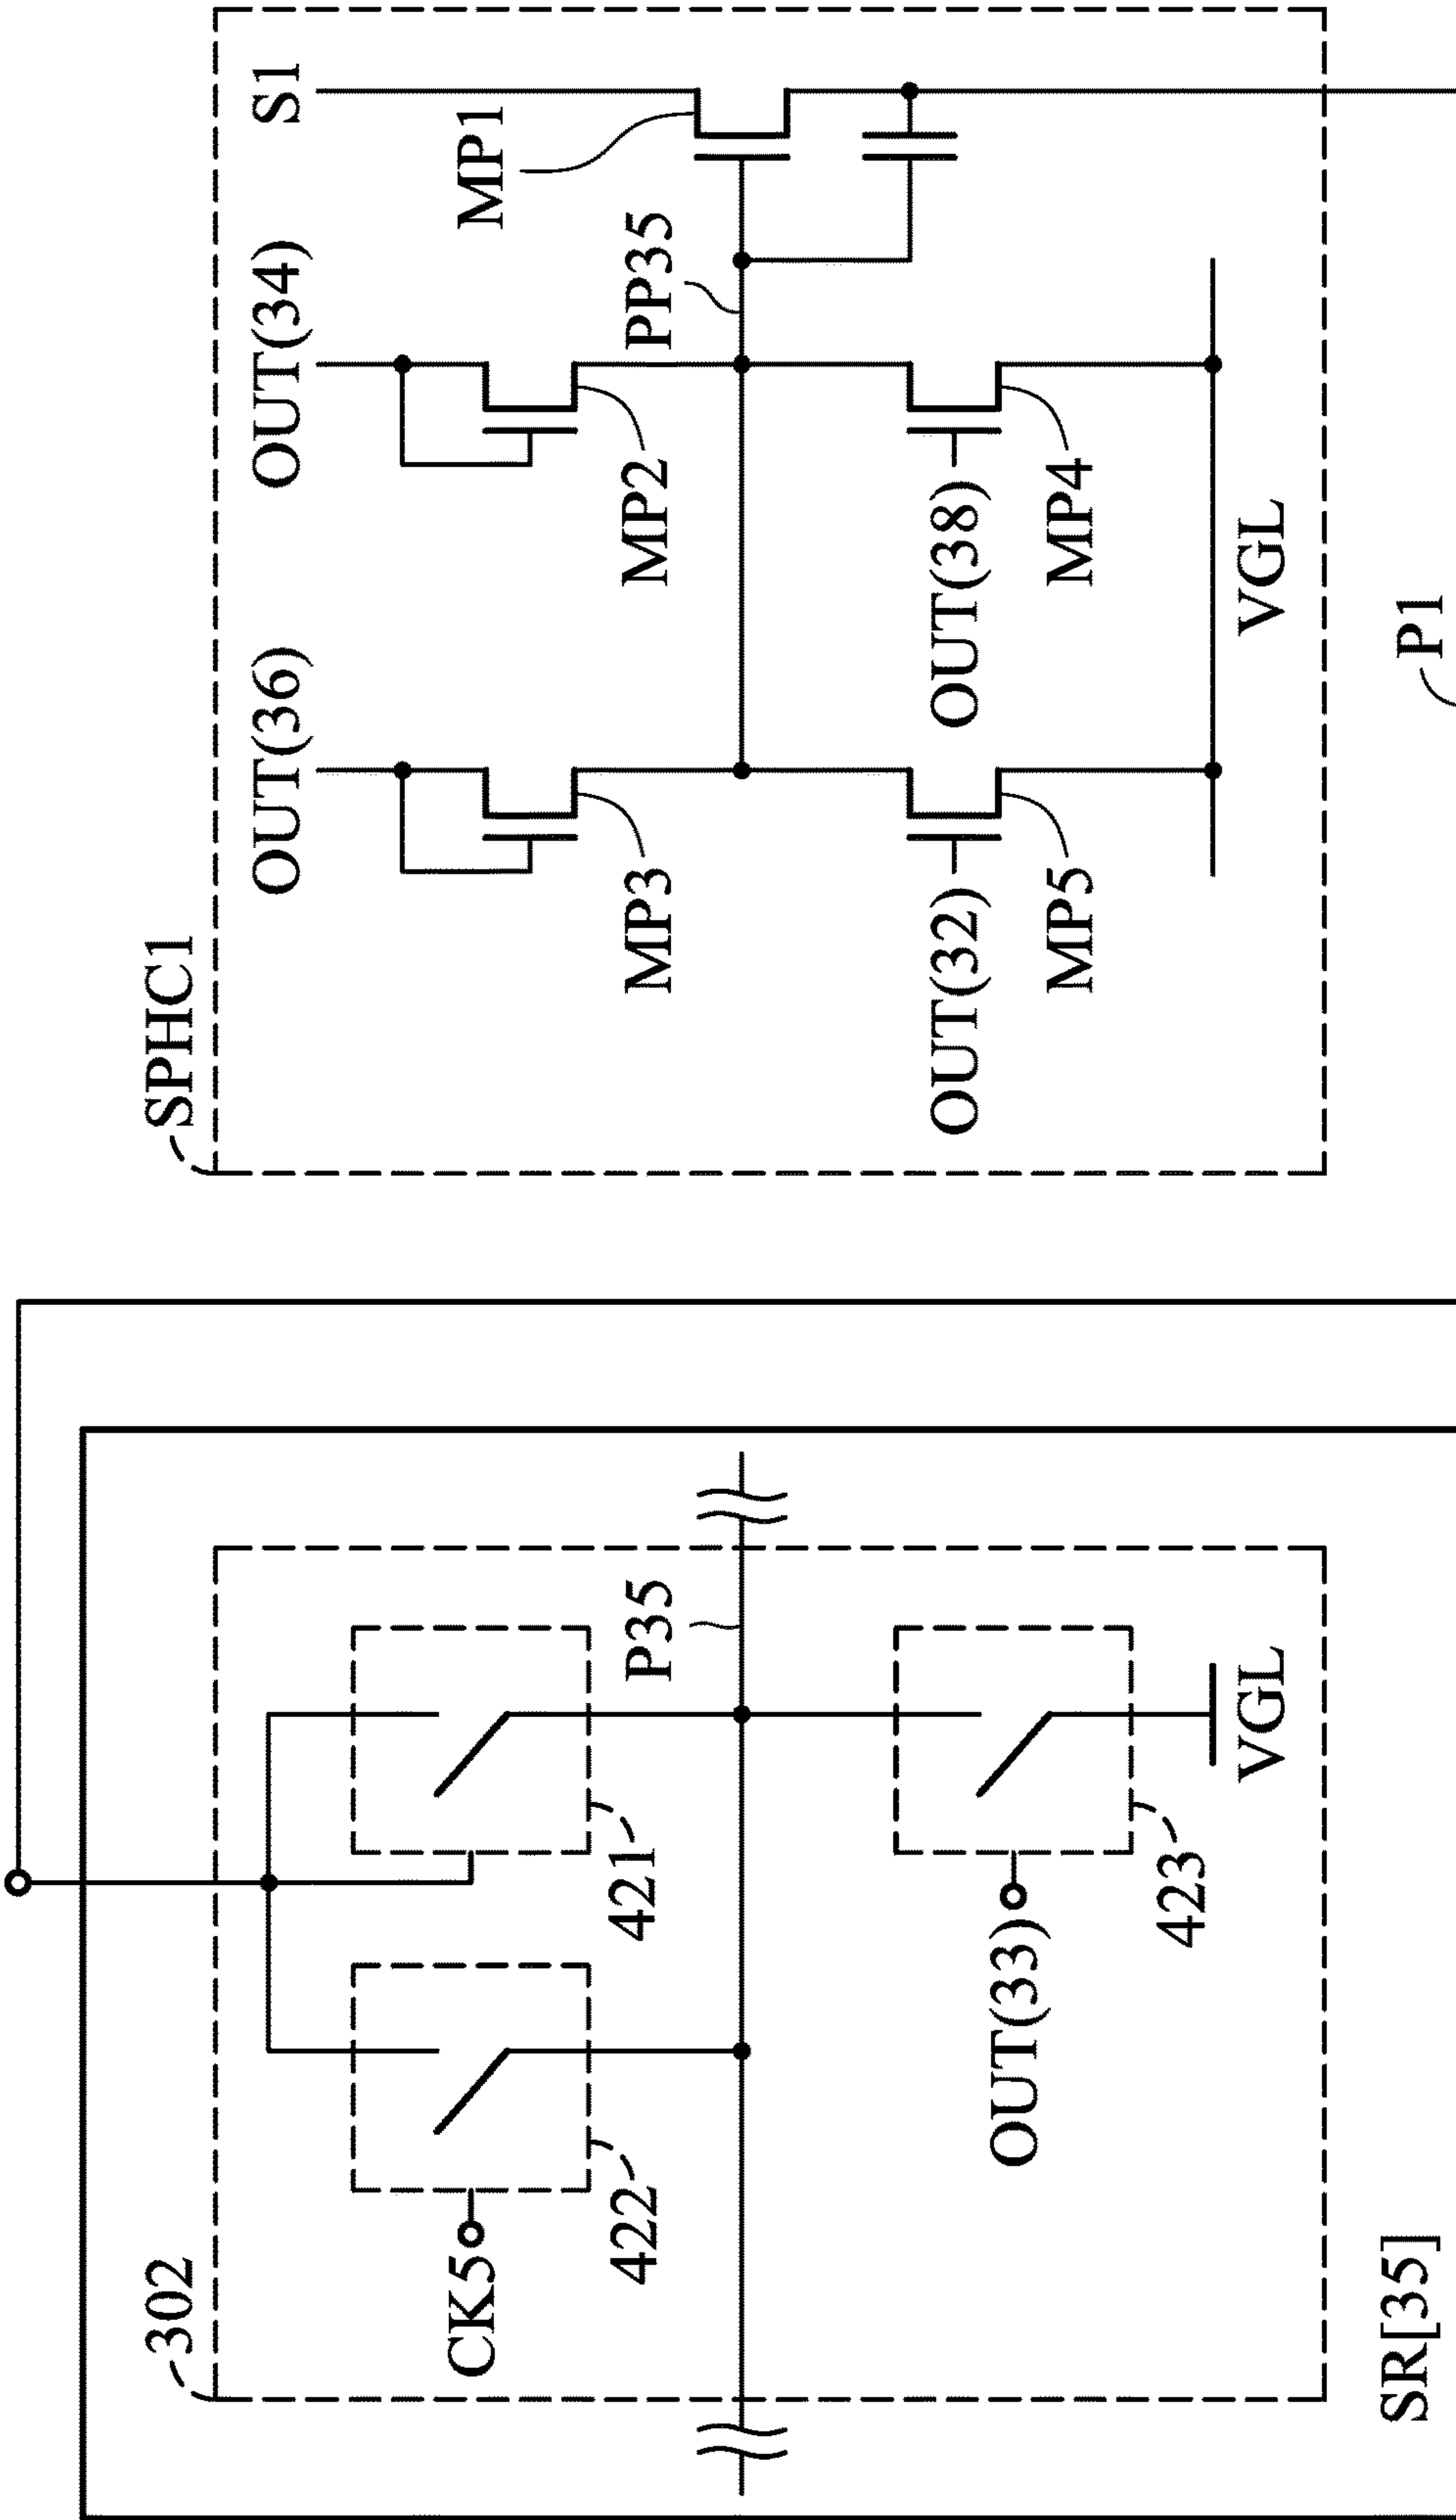 302
CK5
422
421
P35
OUT(33)
423
VGL
SR[35]
SPHC1
OUT(36)
OUT(34)
S1
MP3
MP2
PP35
MP1
OUT(32)
OUT(38)
MP5
MP4
VGL
P1